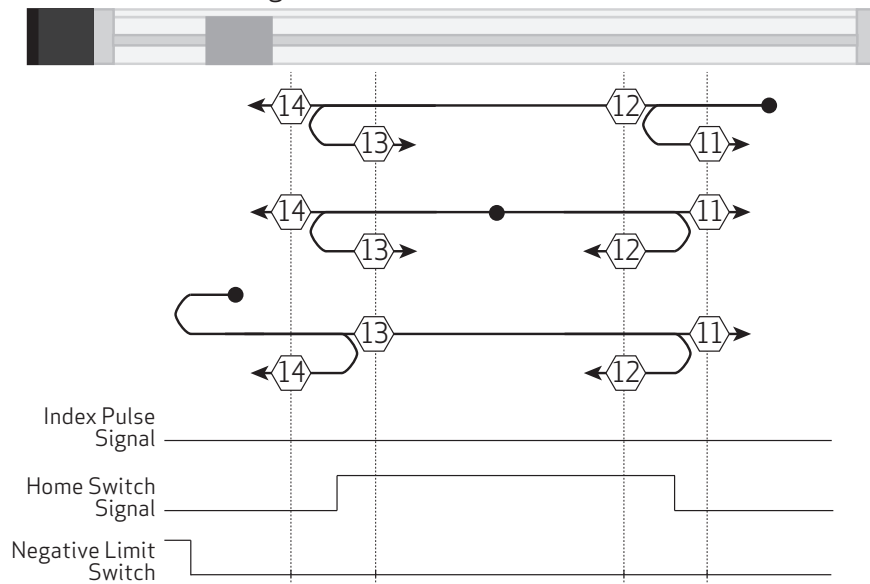 14 12
13 11
14 11
13 12
13 11
14 12
Index Pulse
Signal
Home Switch
Signal
Negative Limit
Switch